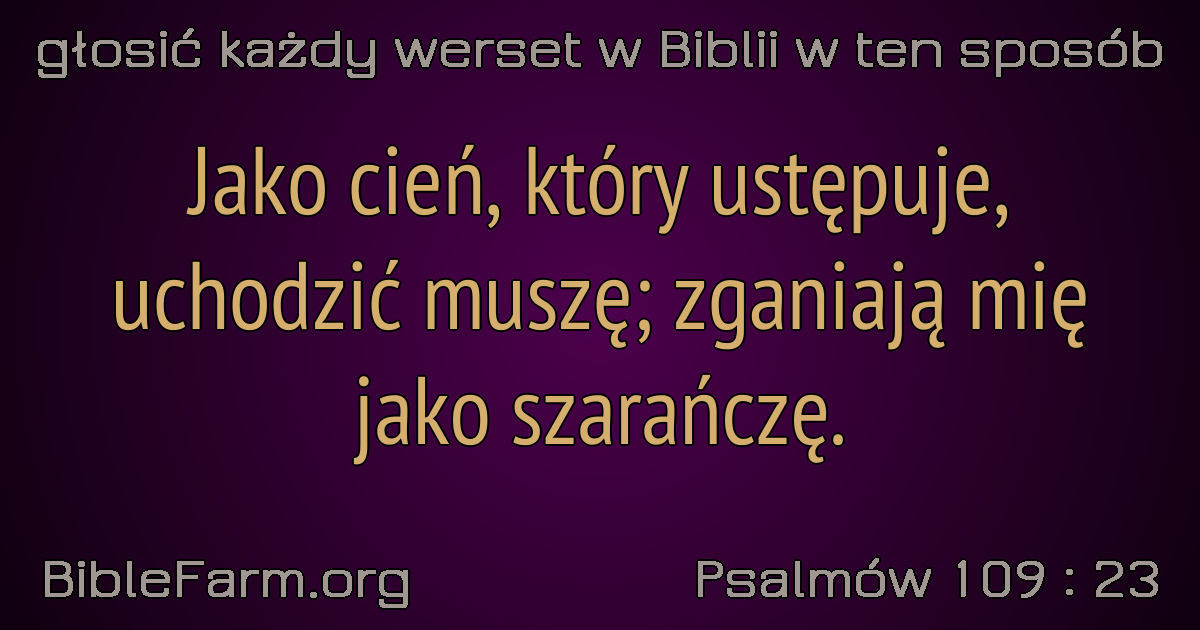 głosić każdy werset w Biblii w ten sposób
Jako cień, który ustępuje,
uchodzić muszę; zganiają mię
jako szarańczę.
BibleFarm.org
Psalmów 109 : 23